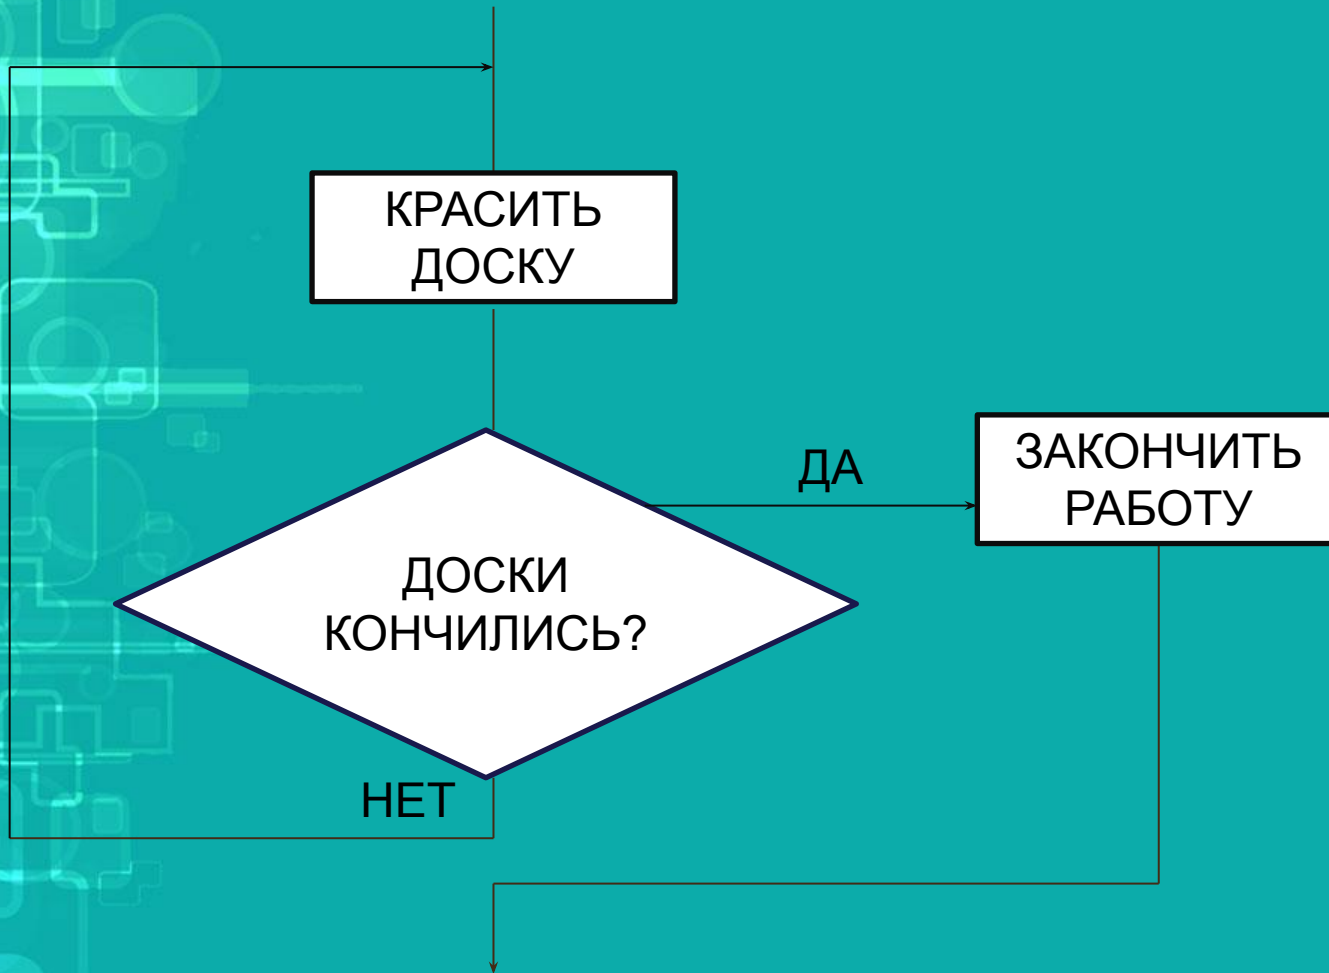 КРАСИТЬ
ДОСКУ
ДА
ЗАКОНЧИТЬ
РАБОТУ
ДОСКИ
КОНЧИЛИСЬ?
НЕТ